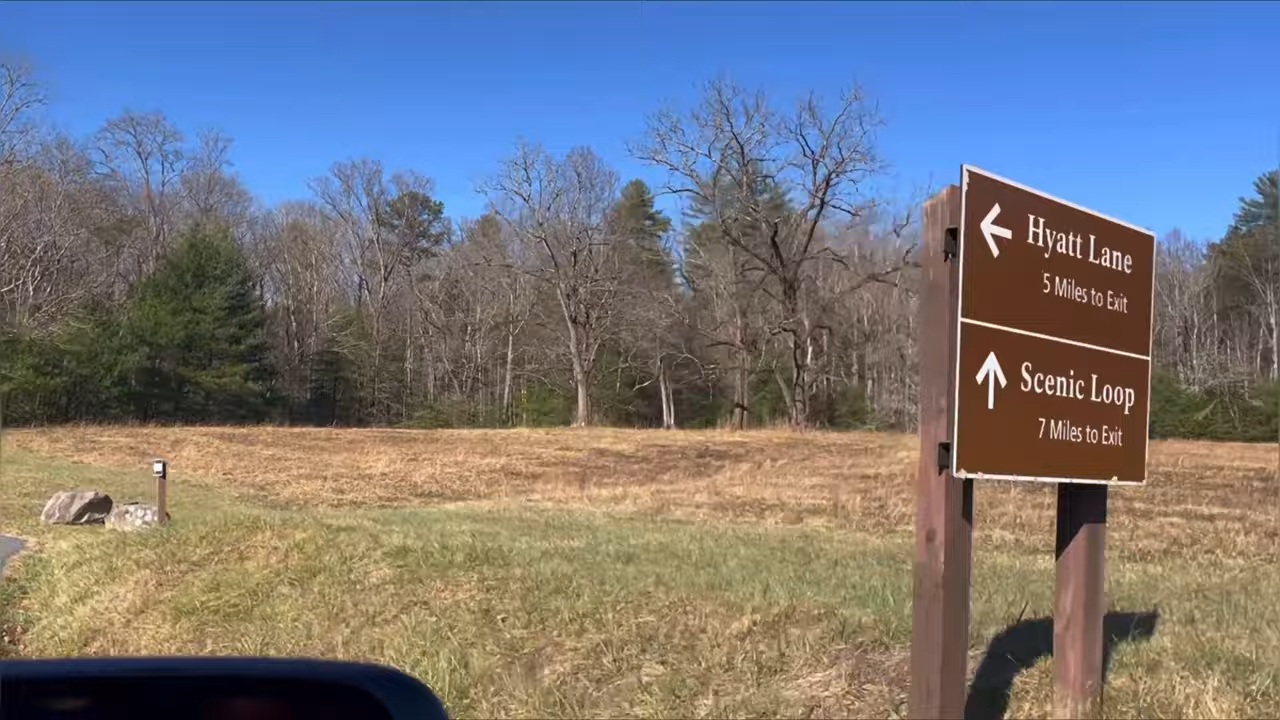 Hyatt Lane
5 Miles to Exit
Scenic Loop
7 Miles to Exit